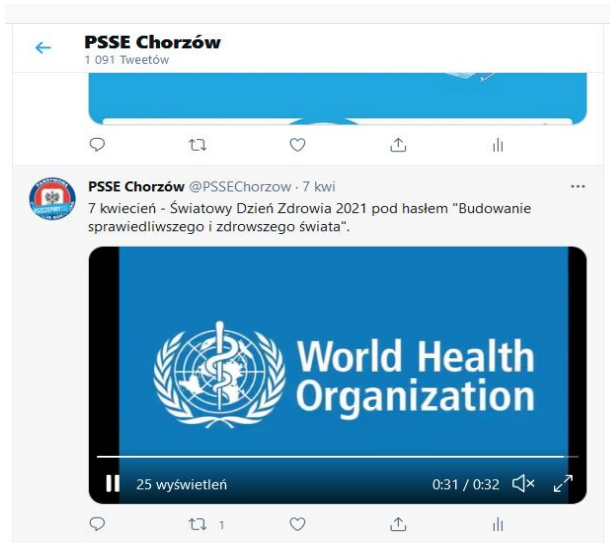 PSSE Chorzów
1 091 Tweetów
PSSE Chorzów @PSSEChorzow · 7 kwi
7 kwiecień - Światowy Dzień Zdrowia 2021 pod hasłem "Budowanie
sprawiedliwszego i zdrowszego świata".
World Health
Organization
25 wyświetleń 0:31 / 0:32
1